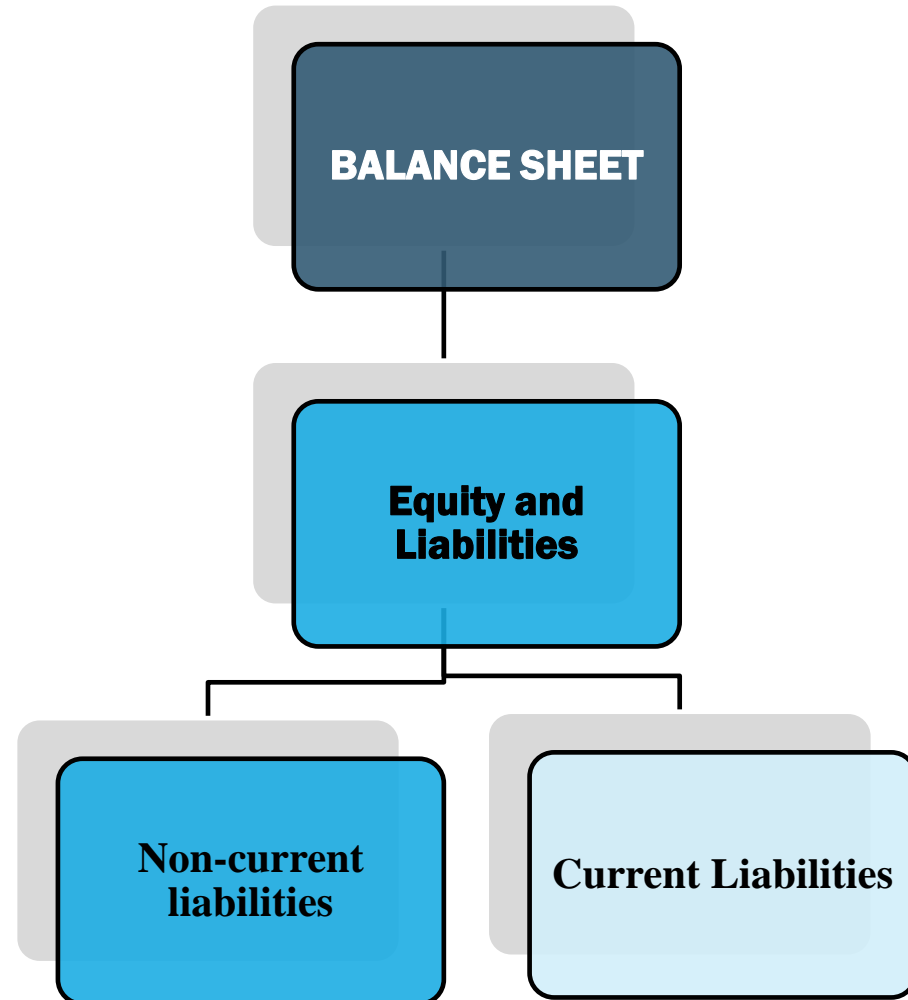 BALANCE SHEET
Equity and
Liabilities
Non-current
liabilities
Current Liabilities